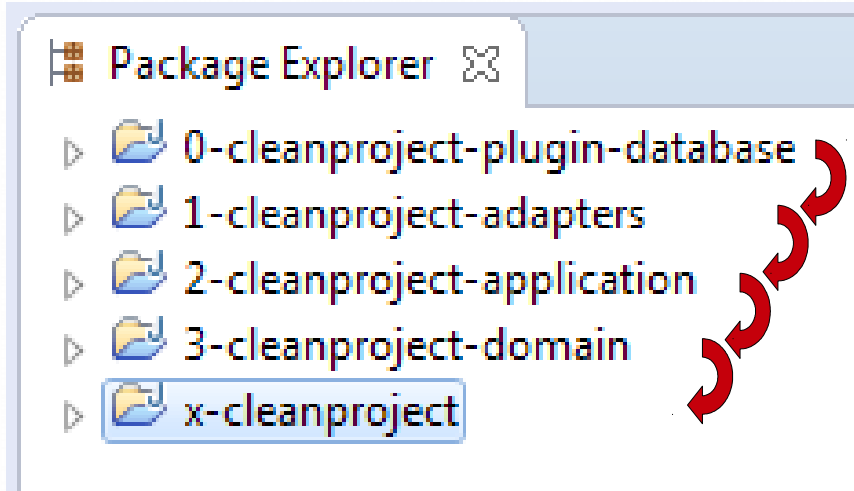 Package Explorer
0-cleanproject-plugin-database
1-cleanproject-adapters
2-cleanproject-application
3-cleanproject-domain
x-cleanproject